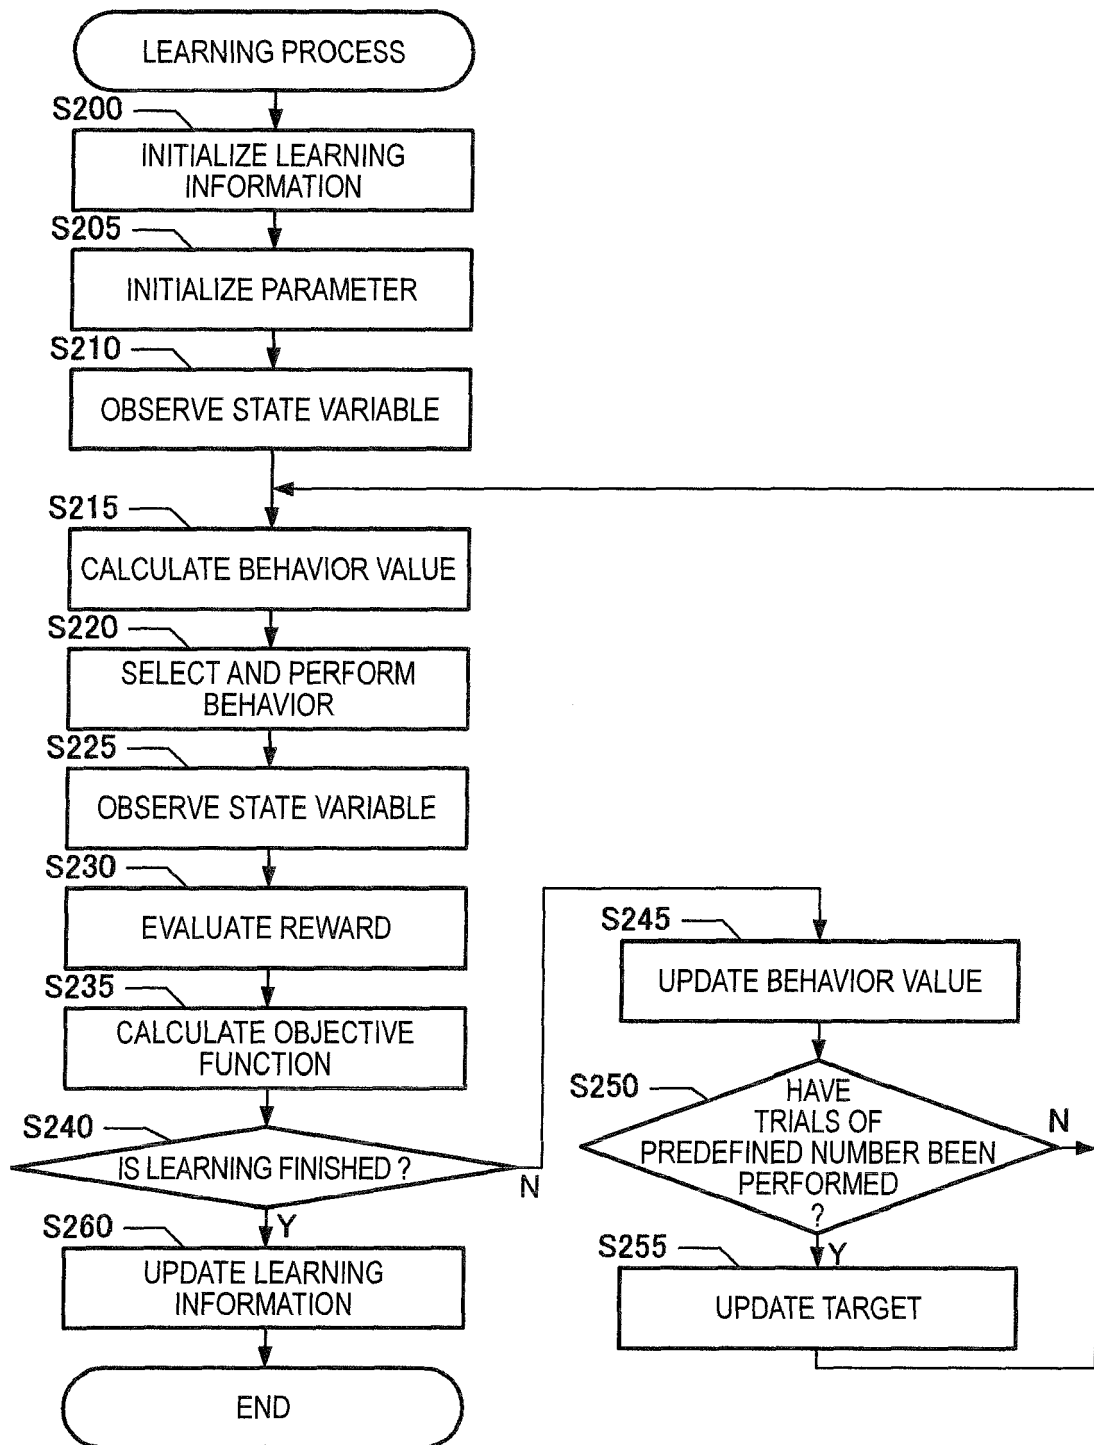 LEARNING PROCESS
S200
INITIALIZE LEARNING
INFORMATION
S205
INITIALIZE PARAMETER
S210
OBSERVE STATE VARIABLE
S215
CALCULATE BEHAVIOR VALUE
S220
SELECT AND PERFORM
BEHAVIOR
S225
OBSERVE STATE VARIABLE
S230
EVALUATE REWARD
S235
CALCULATE OBJECTIVE
FUNCTION
S240
IS LEARNING FINISHED ?
N
Y
S245
UPDATE BEHAVIOR VALUE
S250
HAVE
TRIALS OF
PREDEFINED NUMBER BEEN
PERFORMED
?
N
Y
S255
UPDATE TARGET
S260
UPDATE LEARNING
INFORMATION
END